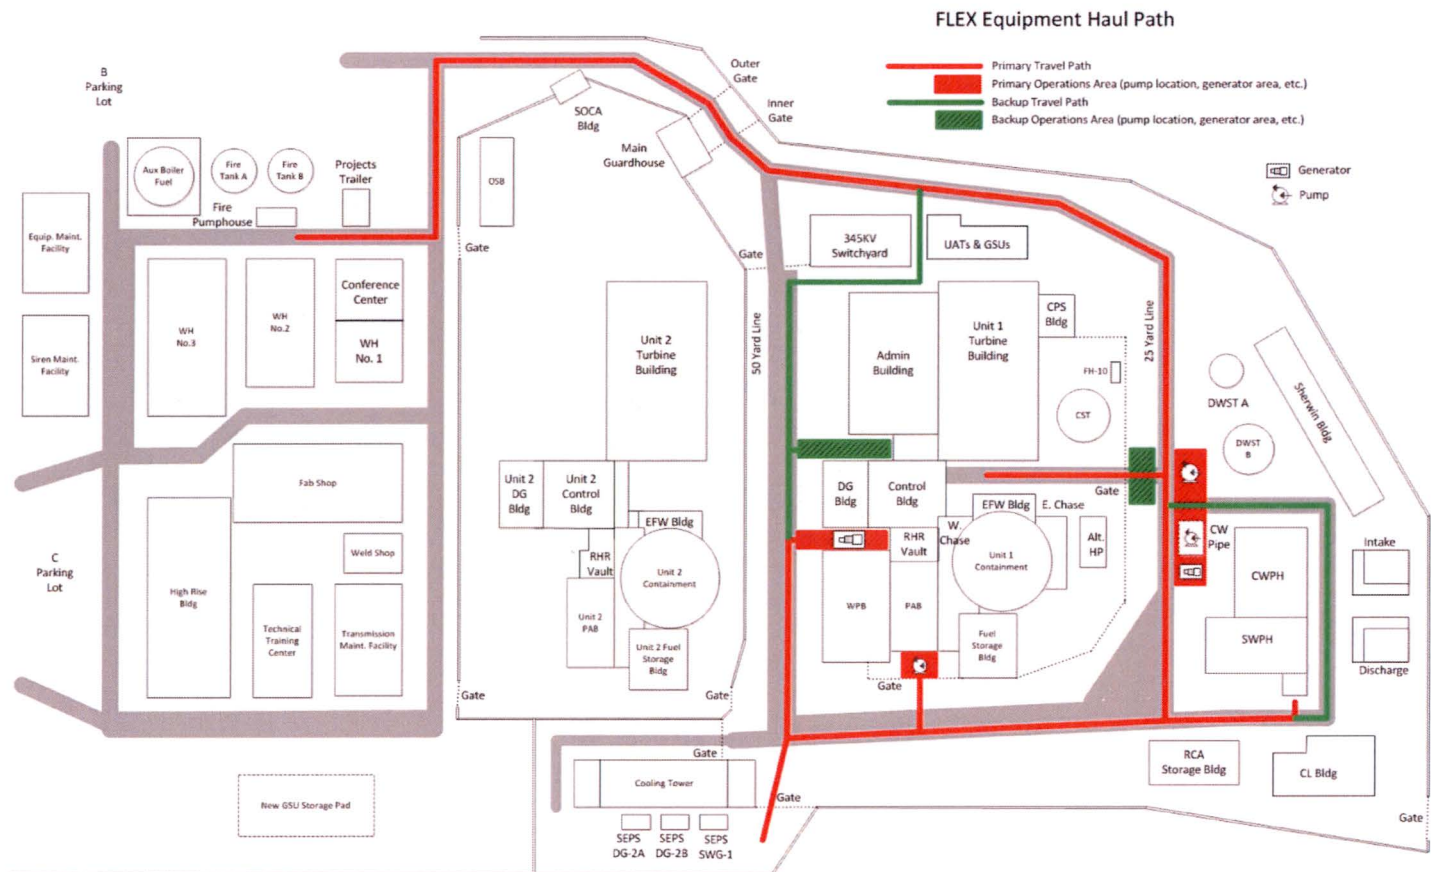 FLEX Equipment Haul Path
Primary Travel Path
Primary Operations Area (pump location, generator area, etc.)
Backup Travel Path
Backup Operations Area (pump location, generator area, etc.)
Generator
Pump
Outer
Gate
Inner
Gate
B
Parking
Lot
SOCA
Bldg
Main
Guardhouse
Aux Boiler
Fuel
Fire
Tank A
Fire
Tank B
Projects
Trailer
Fire
Pumphouse
OSB
Equip. Maint.
Facility
Gate
Gate
345KV
Switchyard
UATs & GSUs
Conference
Center
WH
No.3
WH
No.2
WH
No. 1
Siren Maint.
Facility
Unit 2
Turbine
Building
50 Yard Line
Admin
Building
Unit 1
Turbine
Building
CPS
Bldg
25 Yard Line
FH-10
CST
DWST A
DWST
B
Sherwin Bldg
Fab Shop
Unit 2
DG
Bldg
Unit 2
Control
Bldg
DG
Bldg
Control
Bldg
Gate
EFW Bldg
EFW Bldg
E. Chase
W.
Chase
RHR
Vault
RHR
Vault
Alt.
HP
CW
Pipe
Intake
C
Parking
Lot
Weld Shop
Unit 2
Containment
Unit 1
Containment
CWPH
High Rise
Bldg
Technical
Training
Center
Transmission
Maint. Facility
Unit 2
PAB
Unit 2 Fuel
Storage
Bldg
WPB
PAB
Fuel
Storage
Bldg
SWPH
Discharge
Gate
Gate
Gate
Gate
RCA
Storage Bldg
CL Bldg
New GSU Storage Pad
Cooling Tower
Gate
Gate
SEPS
DG-2A
SEPS
DG-2B
SEPS
SWG-1